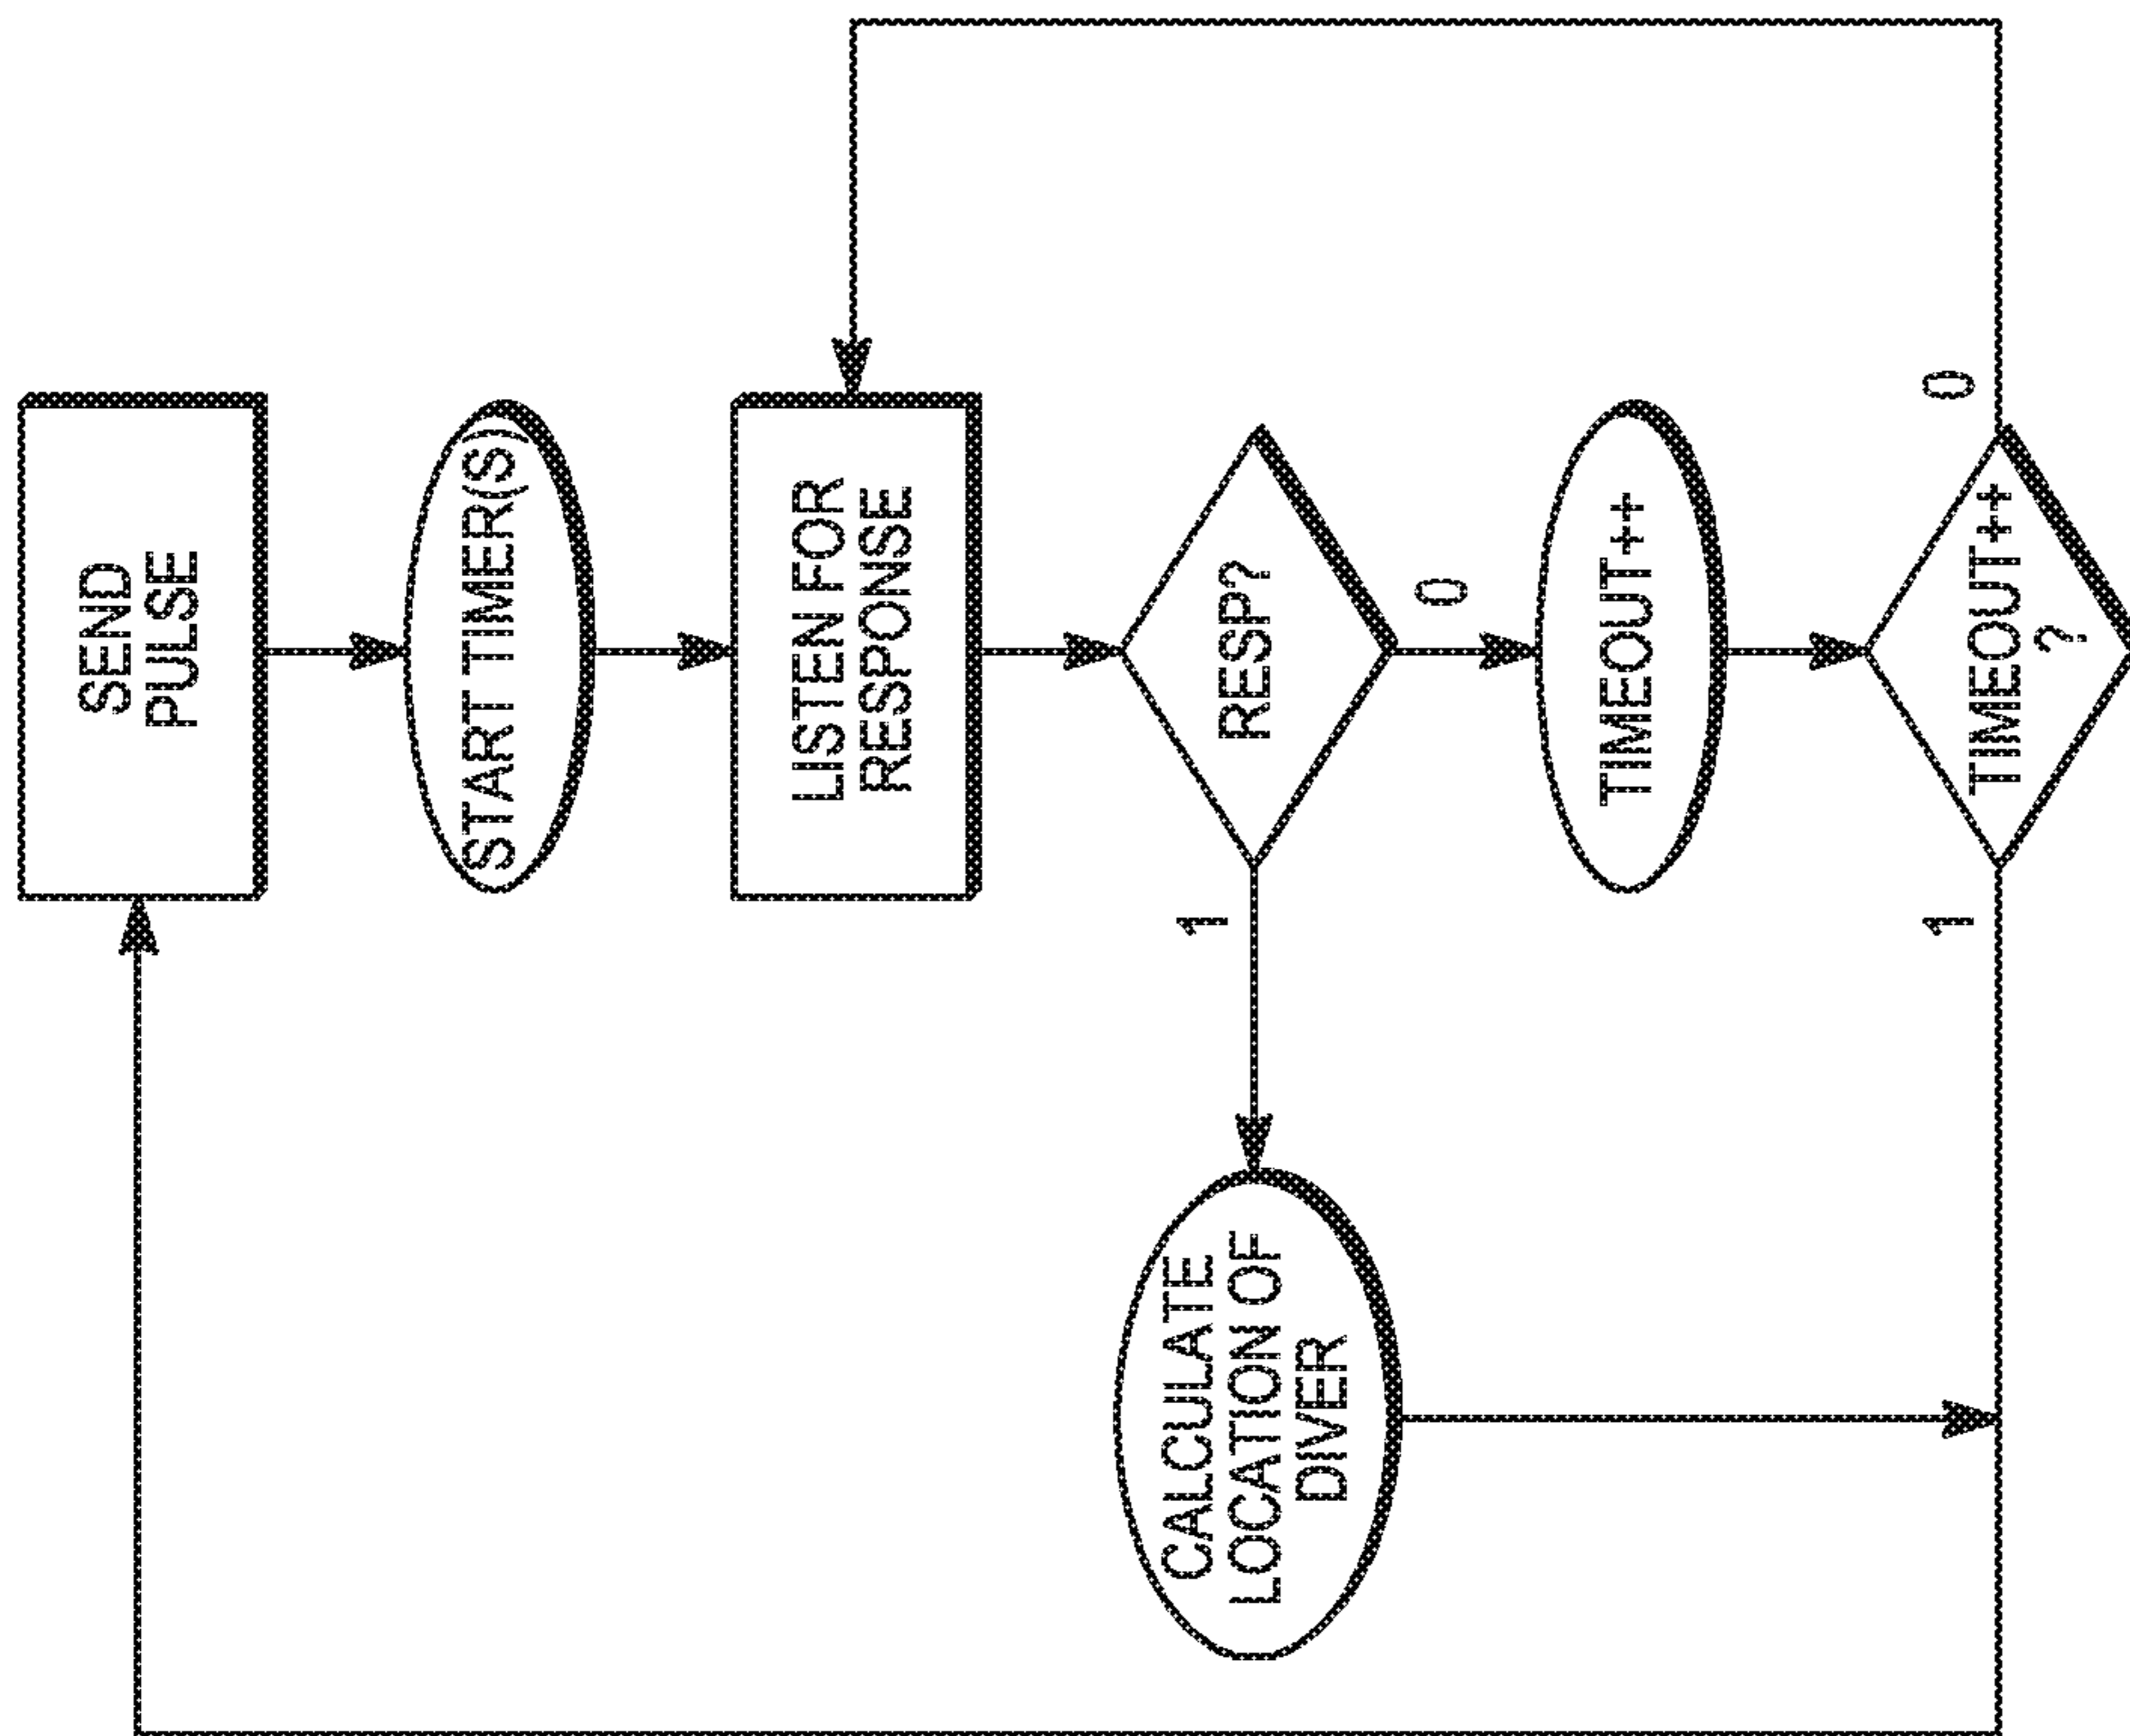 SEND
PULSE
START TIMER(S)
LISTEN FOR
RESPONSE
RESP?
1
0
CALCULATE
LOCATION OF
DIVER
TIMEOUT++
TIMEOUT++
?
1
0